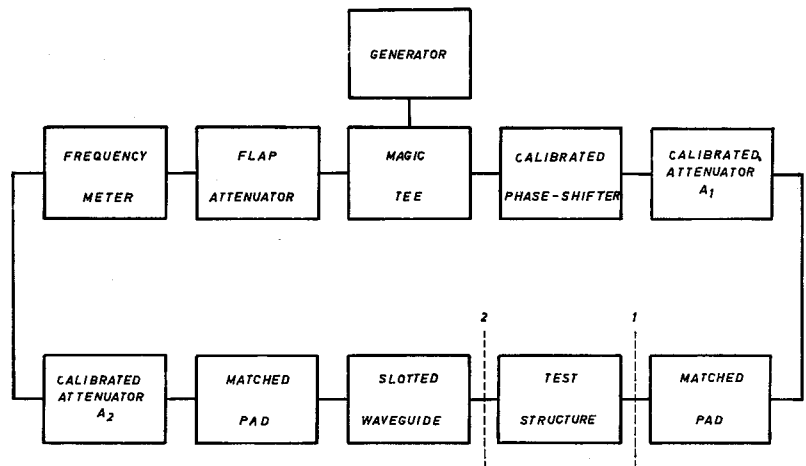 GENERATOR
FREQUENCY
METER
FLAP
ATTENUATOR
MAGIC
TEE
CALIBRATED
PHASE-SHIFTER
CALIBRATED
ATTENUATOR
A1
2
1
CALIBRATED
ATTENUATOR
A2
MATCHED
PAD
SLOTTED
WAVEGUIDE
TEST
STRUCTURE
MATCHED
PAD